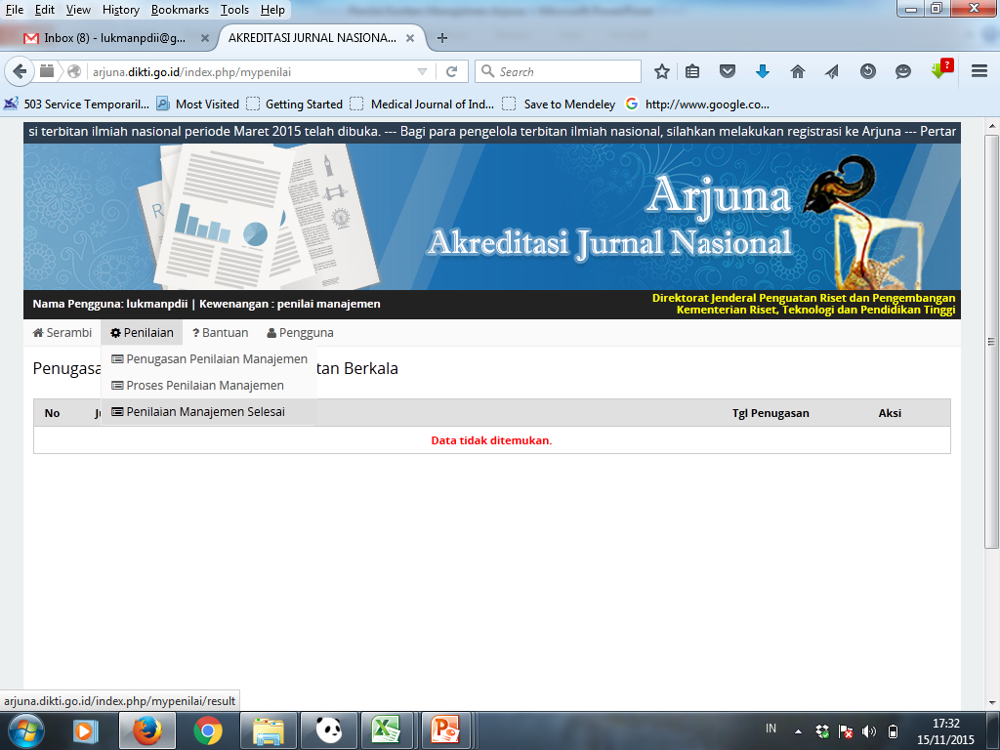 File Edit View History Bookmarks Tools Help
Inbox (8) - lukmanpdii@g...
AKREDITASI JURNAL NASIONA...
arjuna.dikti.go.id/index.php/mypenilai
Search
?
503 Service Temporaril...
Most Visited
Getting Started
Medical Journal of Ind...
Save to Mendeley
http://www.google.co...
si terbitan ilmiah nasional periode Maret 2015 telah dibuka. --- Bagi para pengelola terbitan ilmiah nasional, silahkan melakukan registrasi ke Arjuna --- Pertar
Arjuna
Akreditasi Jurnal Nasional
Nama Pengguna: lukmanpdii | Kewenangan : penilai manajemen
Direktorat Jenderal Penguatan Riset dan Pengembangan
Kementerian Riset, Teknologi dan Pendidikan Tinggi
Serambi Penilaian ? Bantuan Pengguna
Penugasan Penilaian Manajemen
Penugasa tan Berkala
Proses Penilaian Manajemen
Penilaian Manajemen Selesai
No Tgl Penugasan Aksi
Data tidak ditemukan.
arjuna.dikti.go.id/index.php/mypenilai/result
IN
17:32
15/11/2015